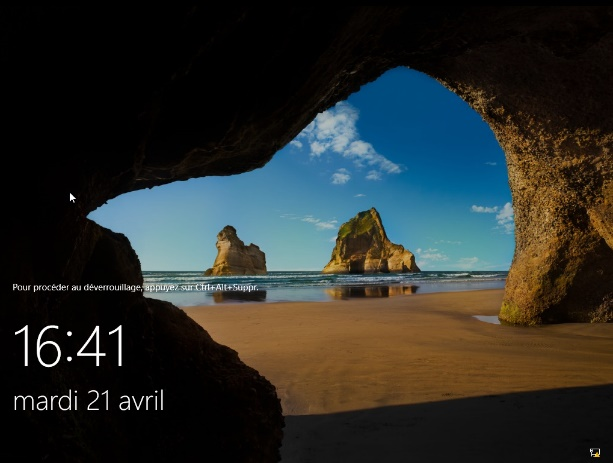 Pour procéder au déverrouillage, appuyez sur Ctrl+Alt+Suppr.
16:41
mardi 21 avril